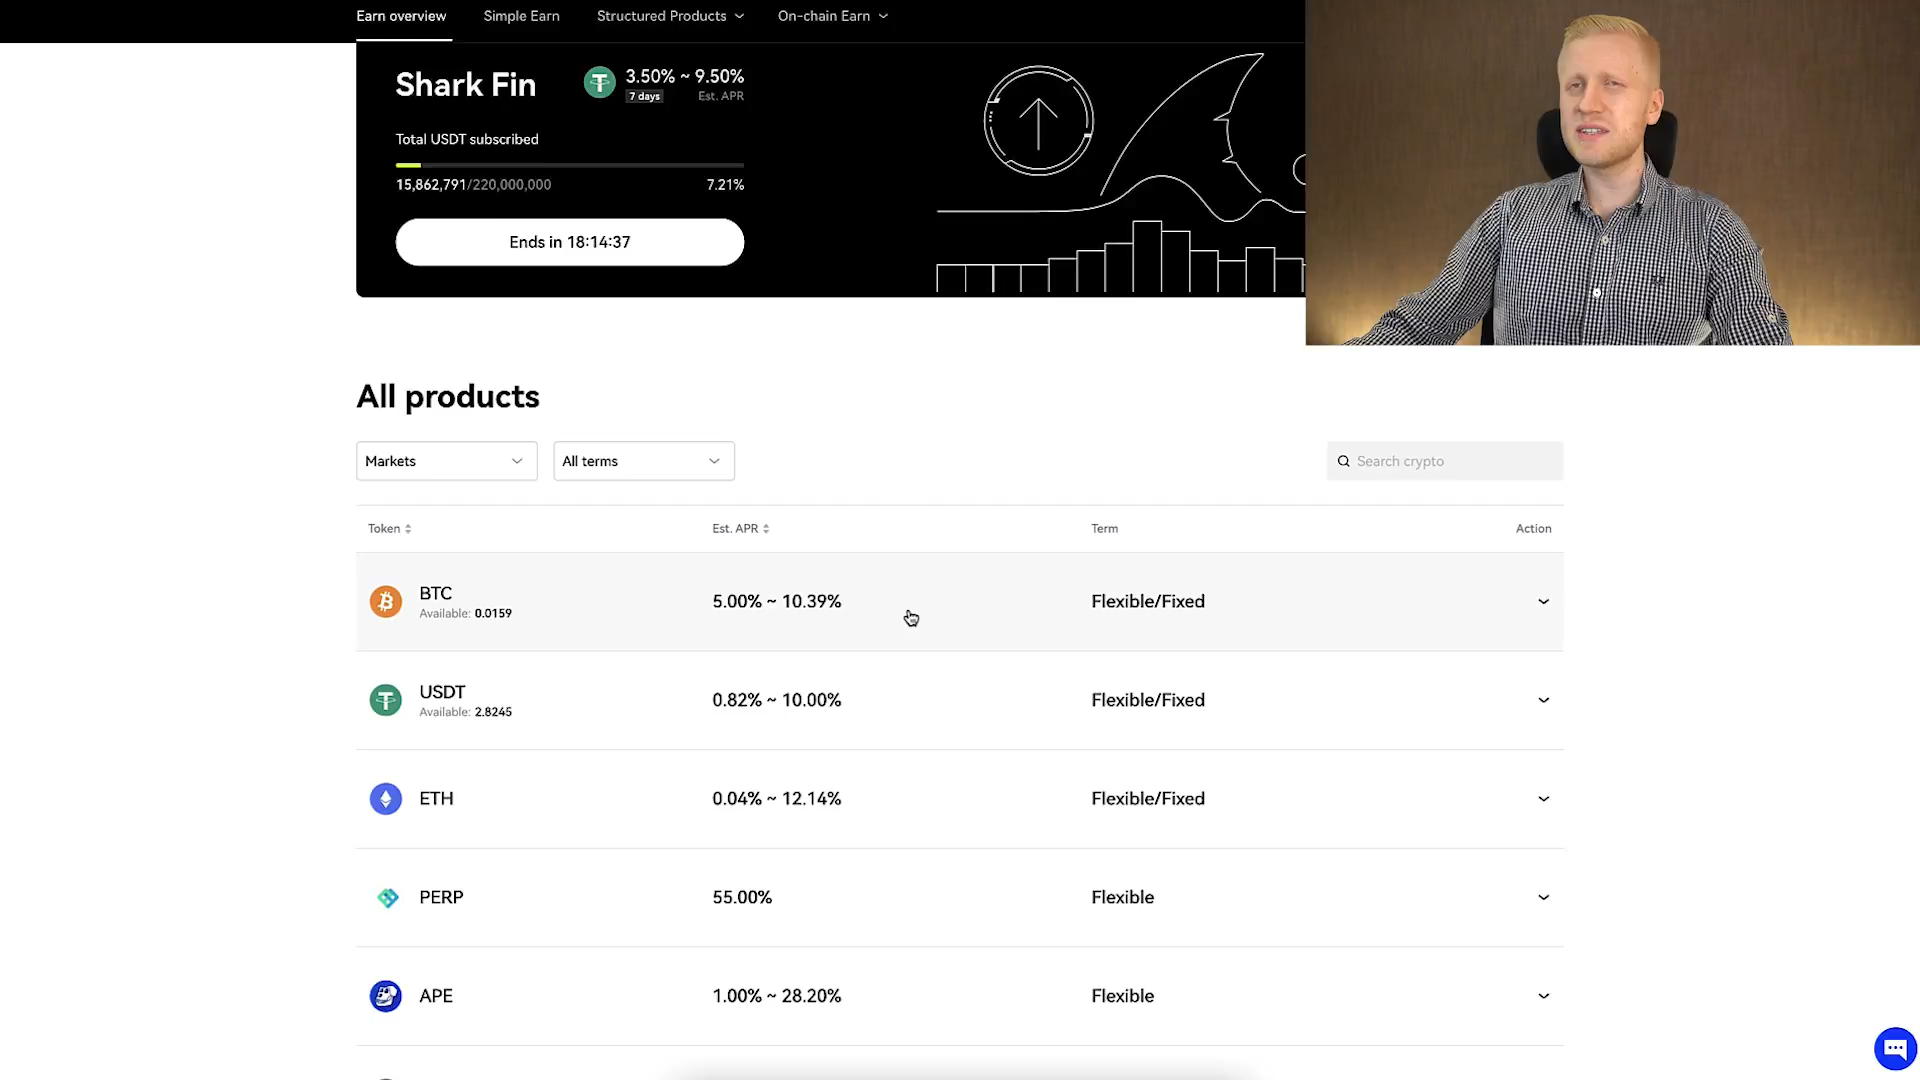 Earn overview
Simple Earn
Structured Products
On-chain Earn
Shark Fin
3.50% ~ 9.50%
7 days
Est. APR
Total USDT subscribed
15,862,791/220,000,000
7.21%
Ends in 18:14:37
All products
Markets
All terms
Search crypto
Token
Est. APR
Term
Action
BTC
Available: 0.0159
5.00% ~ 10.39%
Flexible/Fixed
USDT
Available: 2.8245
0.82% ~ 10.00%
Flexible/Fixed
ETH
0.04% ~ 12.14%
Flexible/Fixed
PERP
55.00%
Flexible
APE
1.00% ~ 28.20%
Flexible